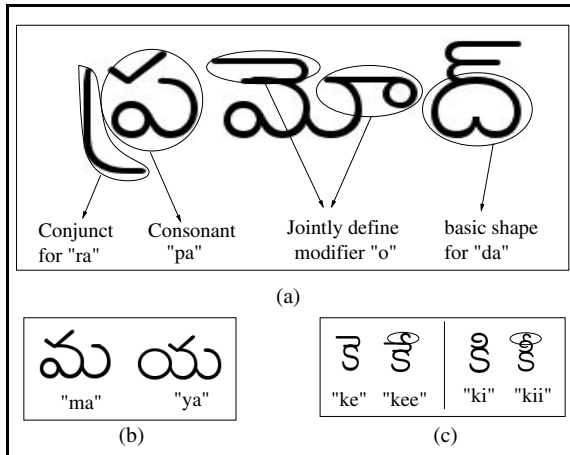 ప్రమోద్
Conjunct Consonant Jointly define basic shape
for "ra" "pa" modifier "o" for "da"
(a)
మ య కె కే కి కీ
"ma" "ya" "ke" "kee" "ki" "kii"
(b) (c)